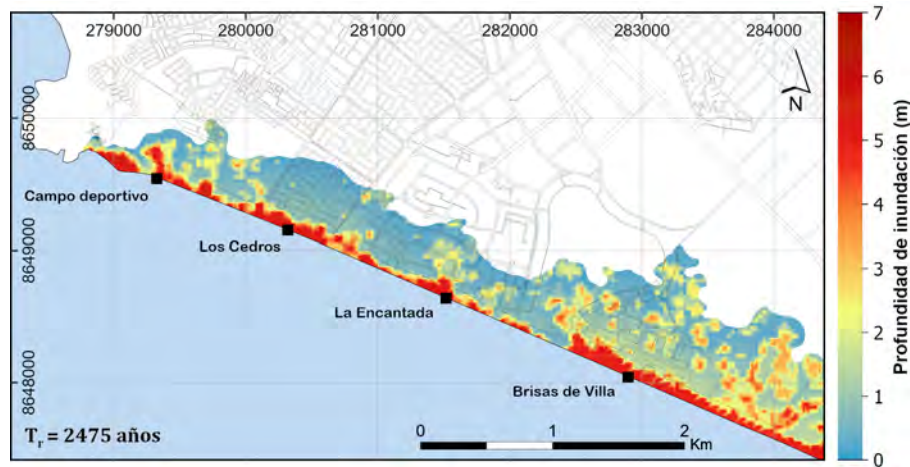 279000 280000 281000 282000 283000 284000
8650000
8649000
8648000
N
Campo deportivo
Los Cedros
La Encantada
Brisas de Villa
T_r = 2475 años
0 1 2
Km
7
6
5
4
3
2
1
0
Profundidad de inundación (m)